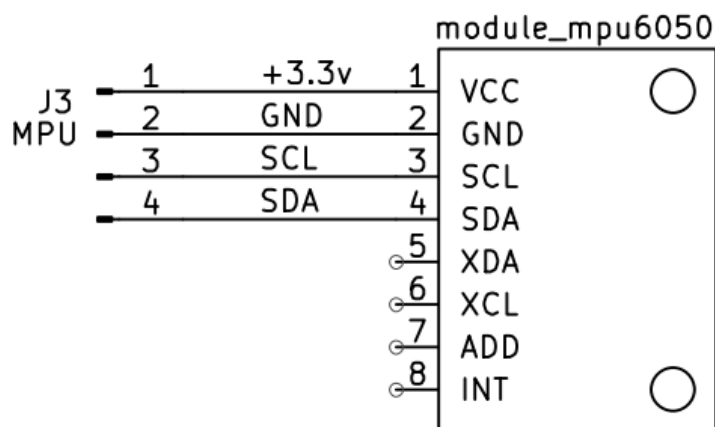 module_mpu6050
J3
MPU
1 +3.3v 1 VCC
2 GND 2 GND
3 SCL 3 SCL
4 SDA 4 SDA
5 XDA
6 XCL
7 ADD
8 INT